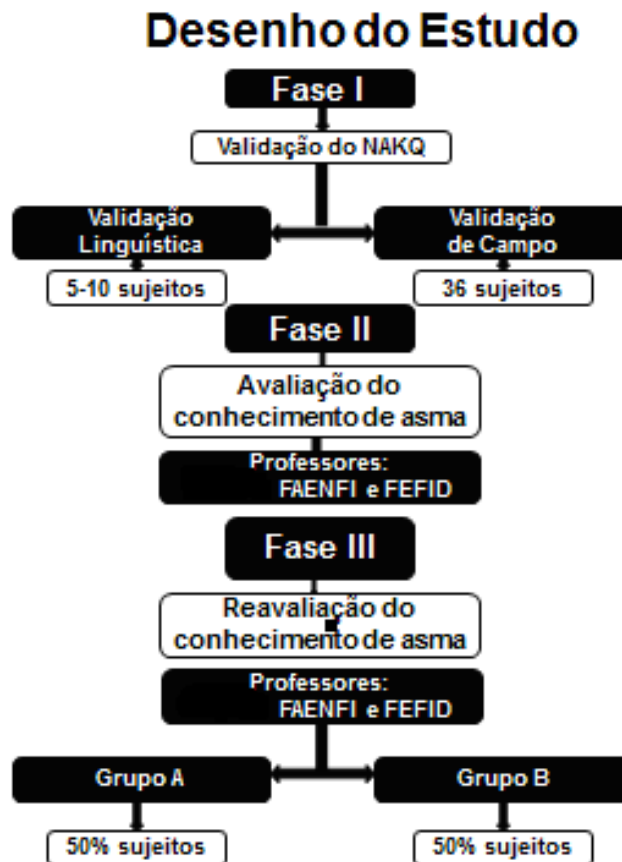 Desenho do Estudo
Fase I
Validação do NAKQ
Validação
Linguística
Validação
de Campo
5-10 sujeitos
36 sujeitos
Fase II
Avaliação do
conhecimento de asma
Professores:
FAENFI e FEFID
Fase III
Reavaliação do
conhecimento de asma
Professores:
FAENFI e FEFID
Grupo A
Grupo B
50% sujeitos
50% sujeitos